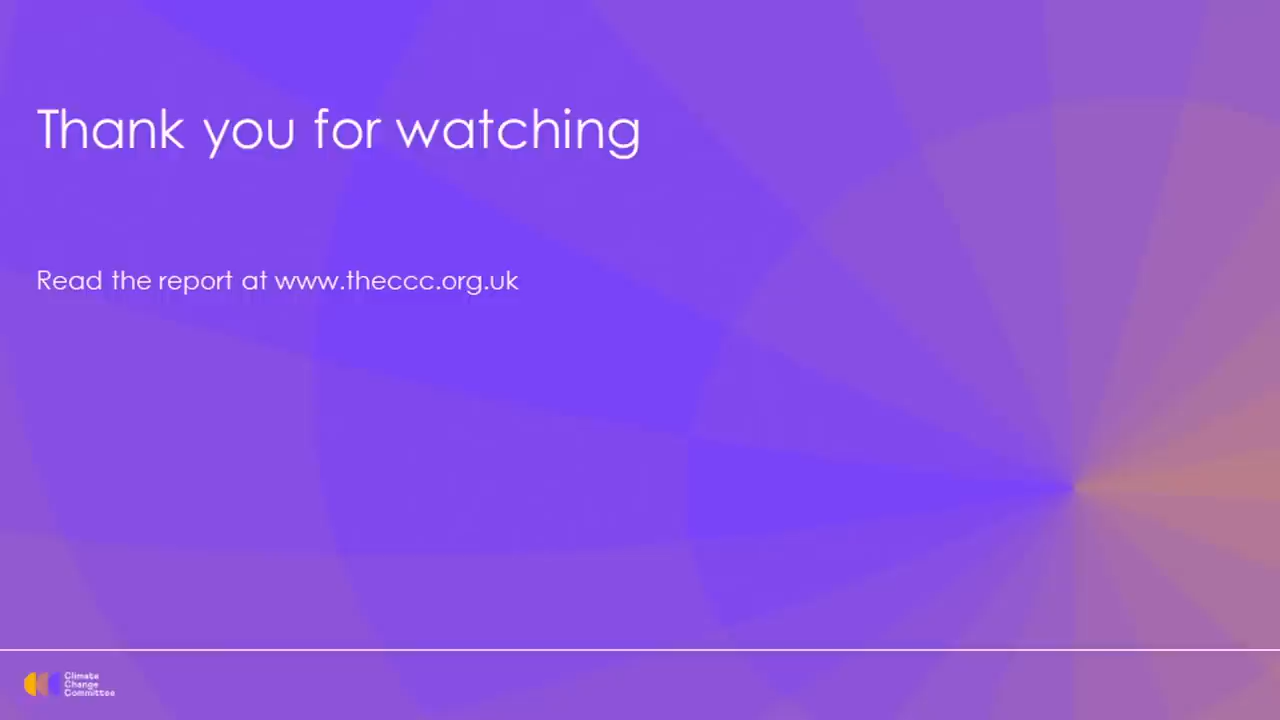 Thank you for watching
Read the report at www.theccc.org.uk
Climate
Change
Committee